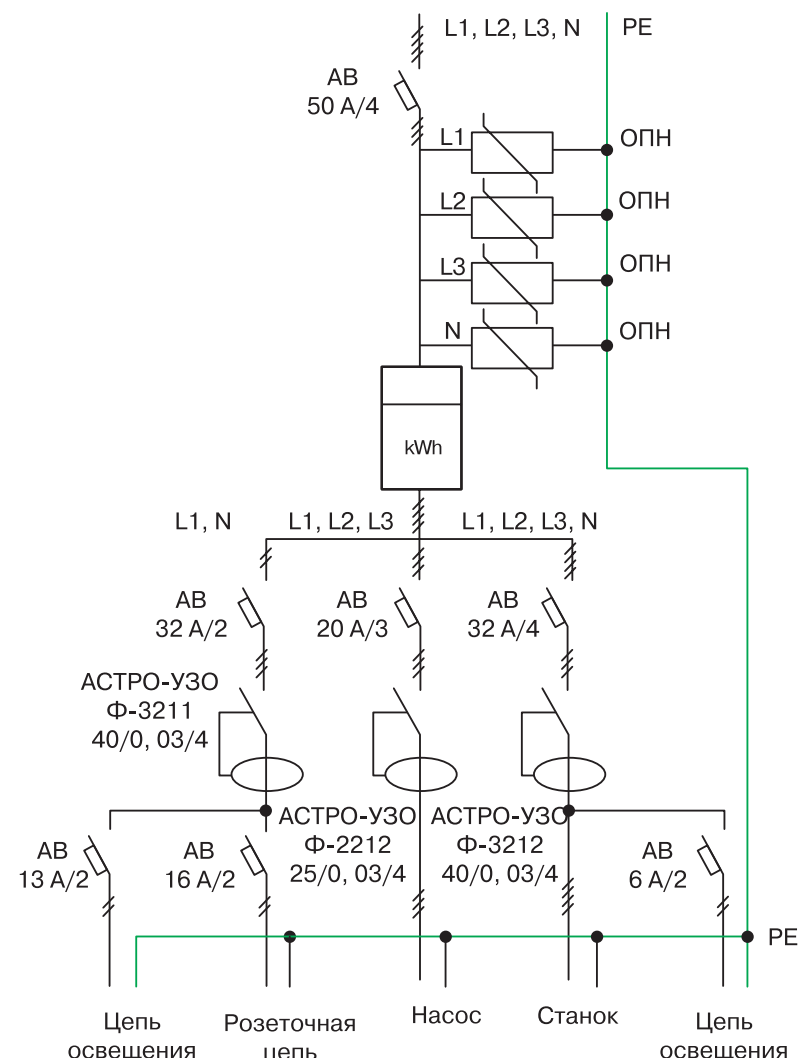 L1, L2, L3, N
PE
АВ
50 А/4
L1
ОПН
L2
ОПН
L3
ОПН
N
ОПН
kWh
L1, N
L1, L2, L3
L1, L2, L3, N
АВ
32 А/2
АВ
20 А/3
АВ
32 А/4
АСТРО-УЗО
Ф-3211
40/0, 03/4
АСТРО-УЗО
Ф-2212
25/0, 03/4
АСТРО-УЗО
Ф-3212
40/0, 03/4
АВ
13 А/2
АВ
16 А/2
АВ
6 А/2
PE
Цепь
освещения
Розеточная
цепь
Насос
Станок
Цепь
освещения